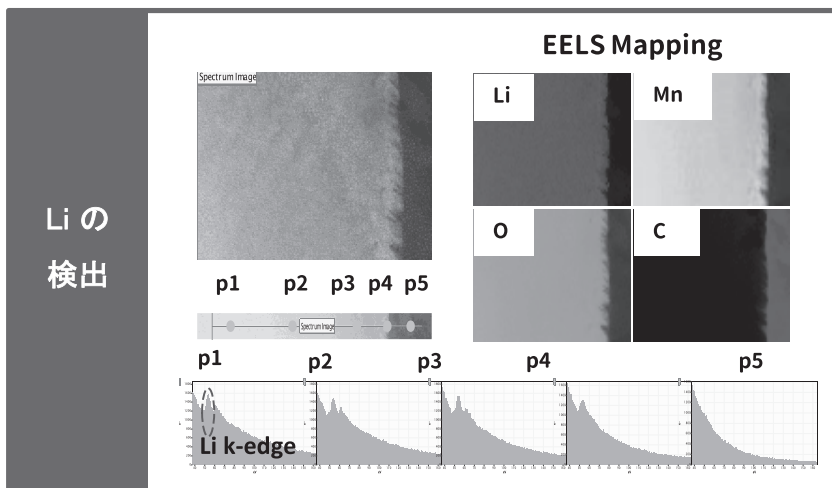 Li の
検出
EELS Mapping
Spectrum Image
Li
Mn
O
C
p1 p2 p3 p4 p5
Spectrum Image
p1 p2 p3 p4 p5
Li k-edge